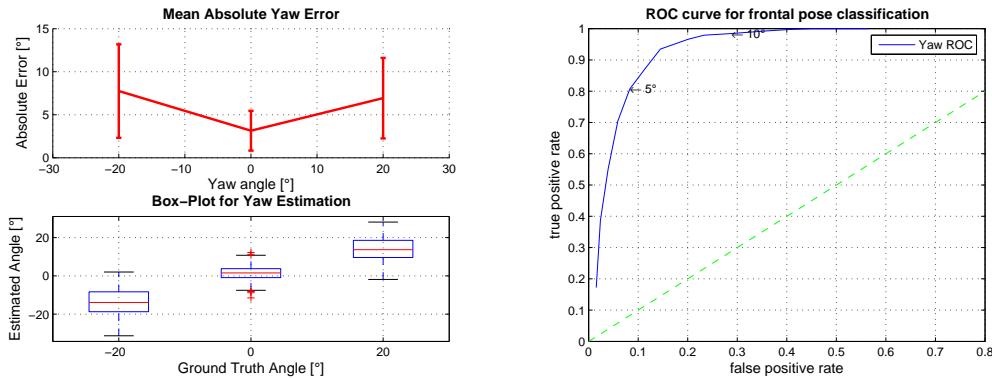 Mean Absolute Yaw Error
Absolute Error [°]
15
10
5
0
−30 −20 −10 0 10 20 30
Yaw angle [°]
Box−Plot for Yaw Estimation
Estimated Angle [°]
20
0
−20
−20 0 20
Ground Truth Angle [°]
ROC curve for frontal pose classification
true positive rate
1
0.9
0.8
0.7
0.6
0.5
0.4
0.3
0.2
0.1
0
Yaw ROC
10°
5°
0 0.1 0.2 0.3 0.4 0.5 0.6 0.7 0.8
false positive rate